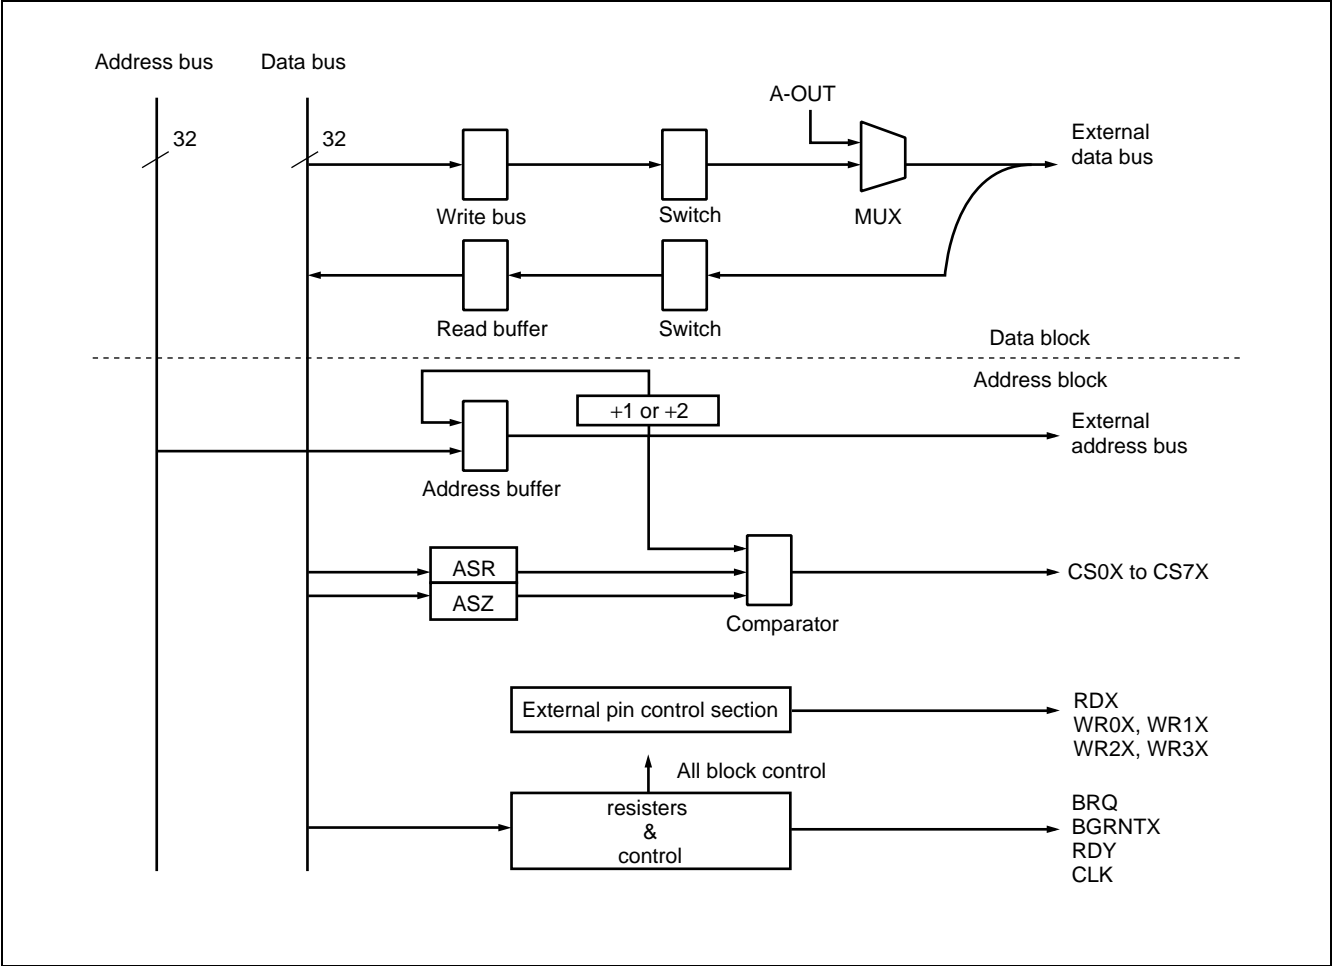 Address bus
Data bus
32
32
A-OUT
External
data bus
Write bus
Switch
MUX
Read buffer
Switch
Data block
Address block
+1 or +2
External
address bus
Address buffer
ASR
ASZ
CS0X to CS7X
Comparator
External pin control section
RDX
WR0X, WR1X
WR2X, WR3X
All block control
resisters
&
control
BRQ
BGRNTX
RDY
CLK